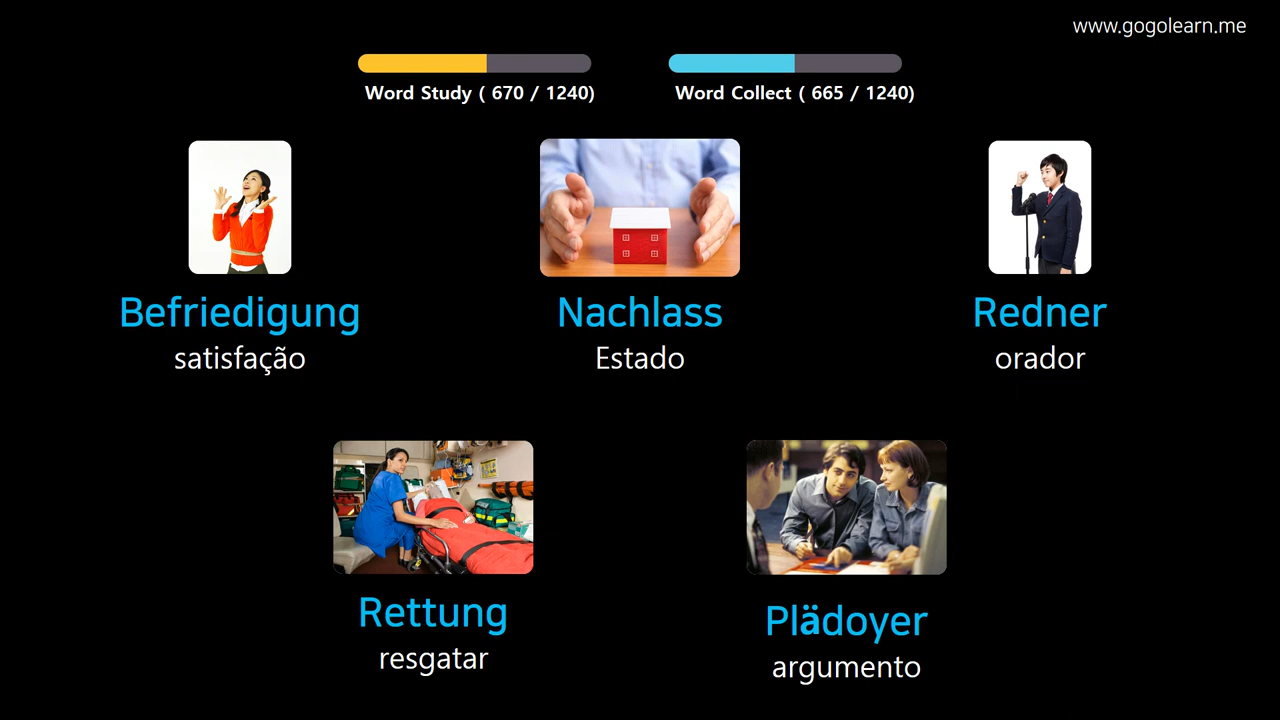 www.gogolearn.me
Word Study ( 670 / 1240)
Word Collect ( 665 / 1240)
Befriedigung
satisfação
Nachlass
Estado
Redner
orador
Rettung
resgatar
Plädoyer
argumento